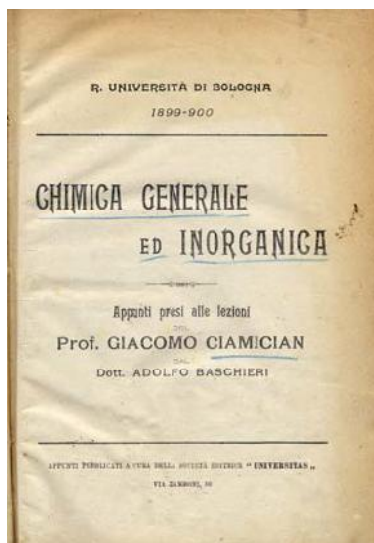 R. UNIVERSITÀ DI BOLOGNA
1899-900
CHIMICA GENERALE
ED INORGANICA
Appunti presi alle lezioni
DEL
Prof. GIACOMO CIAMICIAN
DAL
Dott. ADOLFO BASCHIERI
APPUNTI PUBBLICATI A CURA DELLA SOCIETÀ EDITRICE "UNIVERSITAS„
VIA ZAMBONI,